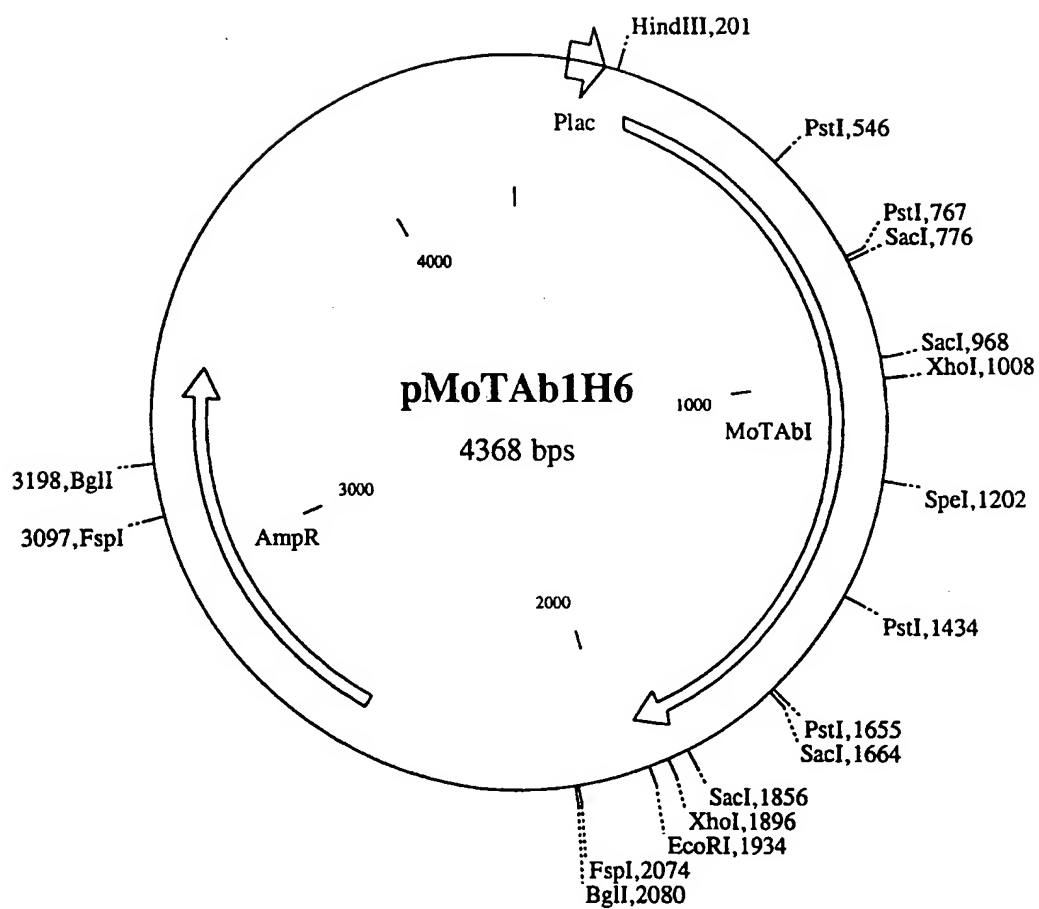 HindIII,201
Plac
PstI,546
PstI,767
SacI,776
4000
SacI,968
XhoI,1008
pMoTAb1H6
1000
MoTAbI
4368 bps
3198,BglI
3000
SpeI,1202
3097,FspI
AmpR
2000
PstI,1434
PstI,1655
SacI,1664
SacI,1856
XhoI,1896
EcoRI,1934
FspI,2074
BglI,2080